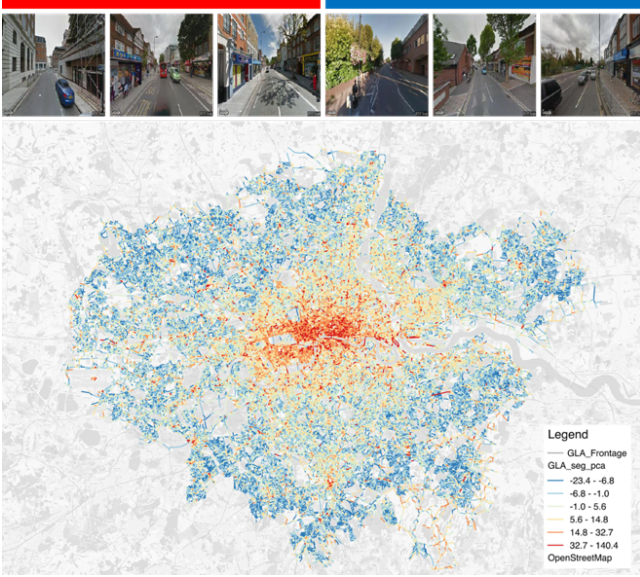 Legend
GLA_Frontage
GLA_seg_pca
-23.4 - -6.8
-6.8 - -1.0
-1.0 - 5.6
5.6 - 14.8
14.8 - 32.7
32.7 - 140.4
OpenStreetMap